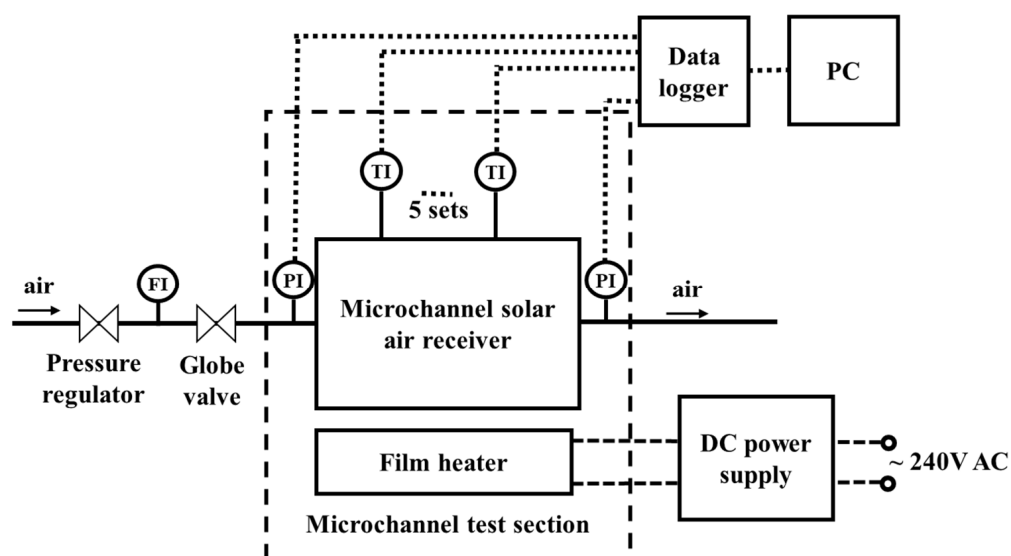 Data
logger
PC
TI
TI
5 sets
air
FI
PI
PI
air
Microchannel solar
air receiver
Pressure
regulator
Globe
valve
Film heater
DC power
supply
~ 240V AC
Microchannel test section